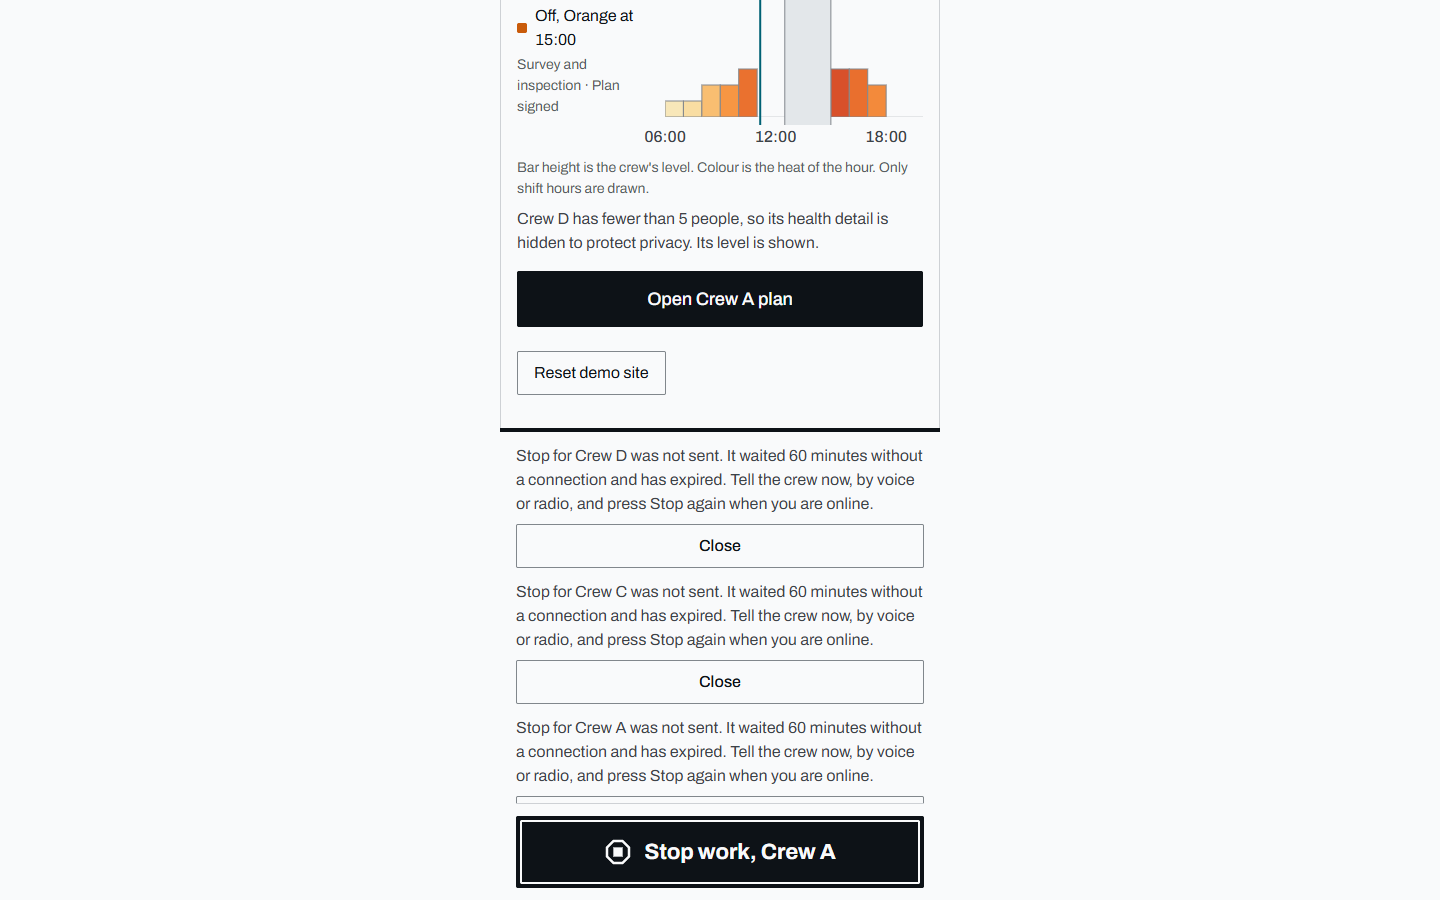 Off, Orange at
15:00
Survey and
inspection · Plan
signed
06:00 12:00 18:00
Bar height is the crew's level. Colour is the heat of the hour. Only
shift hours are drawn.
Crew D has fewer than 5 people, so its health detail is
hidden to protect privacy. Its level is shown.
Open Crew A plan
Reset demo site
Stop for Crew D was not sent. It waited 60 minutes without
a connection and has expired. Tell the crew now, by voice
or radio, and press Stop again when you are online.
Close
Stop for Crew C was not sent. It waited 60 minutes without
a connection and has expired. Tell the crew now, by voice
or radio, and press Stop again when you are online.
Close
Stop for Crew A was not sent. It waited 60 minutes without
a connection and has expired. Tell the crew now, by voice
or radio, and press Stop again when you are online.
Stop work, Crew A